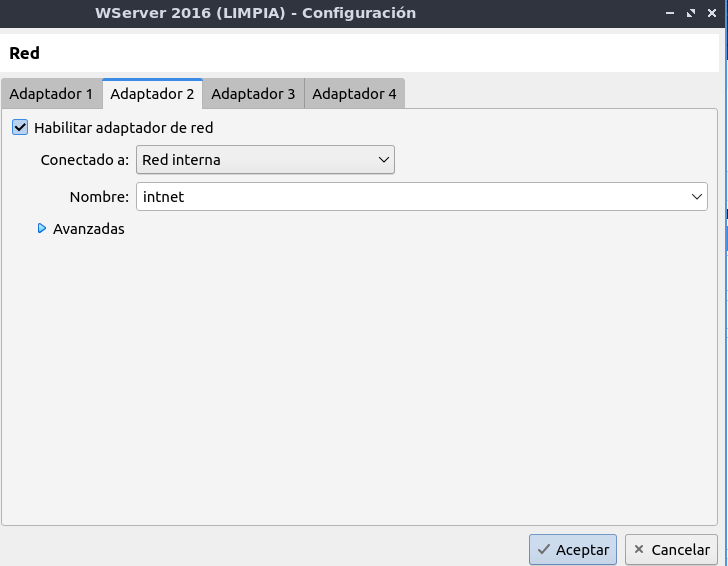 WServer 2016 (LIMPIA) - Configuración
Red
Adaptador 1 Adaptador 2 Adaptador 3 Adaptador 4
Habilitar adaptador de red
Conectado a: Red interna
Nombre: intnet
Avanzadas
Aceptar Cancelar